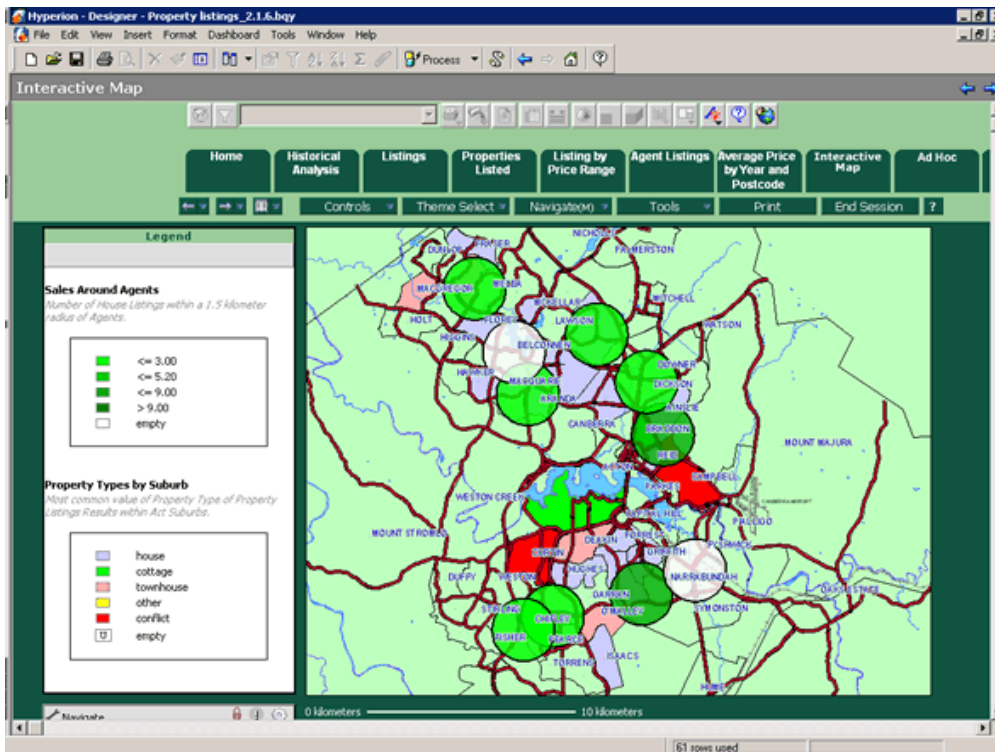 Hyperion - Designer - Property listings_2.1.6.bqy
File Edit View Insert Format Dashboard Tools Window Help
Process
Interactive Map
Home
Historical Analysis
Listings
Properties Listed
Listing by Price Range
Agent Listings
Average Price by Year and Postcode
Interactive Map
Ad Hoc
Controls
Theme Select
Navigate(M)
Tools
Print
End Session
?
Legend
Sales Around Agents
Number of House Listings within a 1.5 kilometer
radius of Agents.
<= 3.00
<= 5.20
<= 9.00
> 9.00
empty
Property Types by Suburb
Most common value of Property Type of Property
Listings Results within Act Suburbs.
house
cottage
townhouse
other
conflict
empty
Navigate
NICHOLLS
DUNLOP
FRASER
PALMERSTON
MACGREGOR
MELBA
MCKELLAR
MITCHELL
HOLT
FLOREY
LAWSON
WATSON
HIGGINS
BELCONNEN
HAWKER
DOWNER
MACQUARIE
DICKSON
ARANDA
AINSLIE
CANBERRA
BRADDON
MOUNT MAJURA
REID
ACTON
CAMPBELL
WESTON CREEK
PARKES
CANBERRA AIRPORT
CAPITAL HILL
PIALLIGO
MOUNT STROMLO
DEAKIN
FORREST
CURTIN
GRIFFITH
FYSHWICK
HUGHES
DUFFY
WESTON
NARRABUNDAH
GARRAN
OAKS ESTATE
STIRLING
CHIFLEY
O'MALLEY
SYMONSTON
FISHER
PEARCE
ISAACS
TORRENS
HUME
0 kilometers
10 kilometers
61 rows used